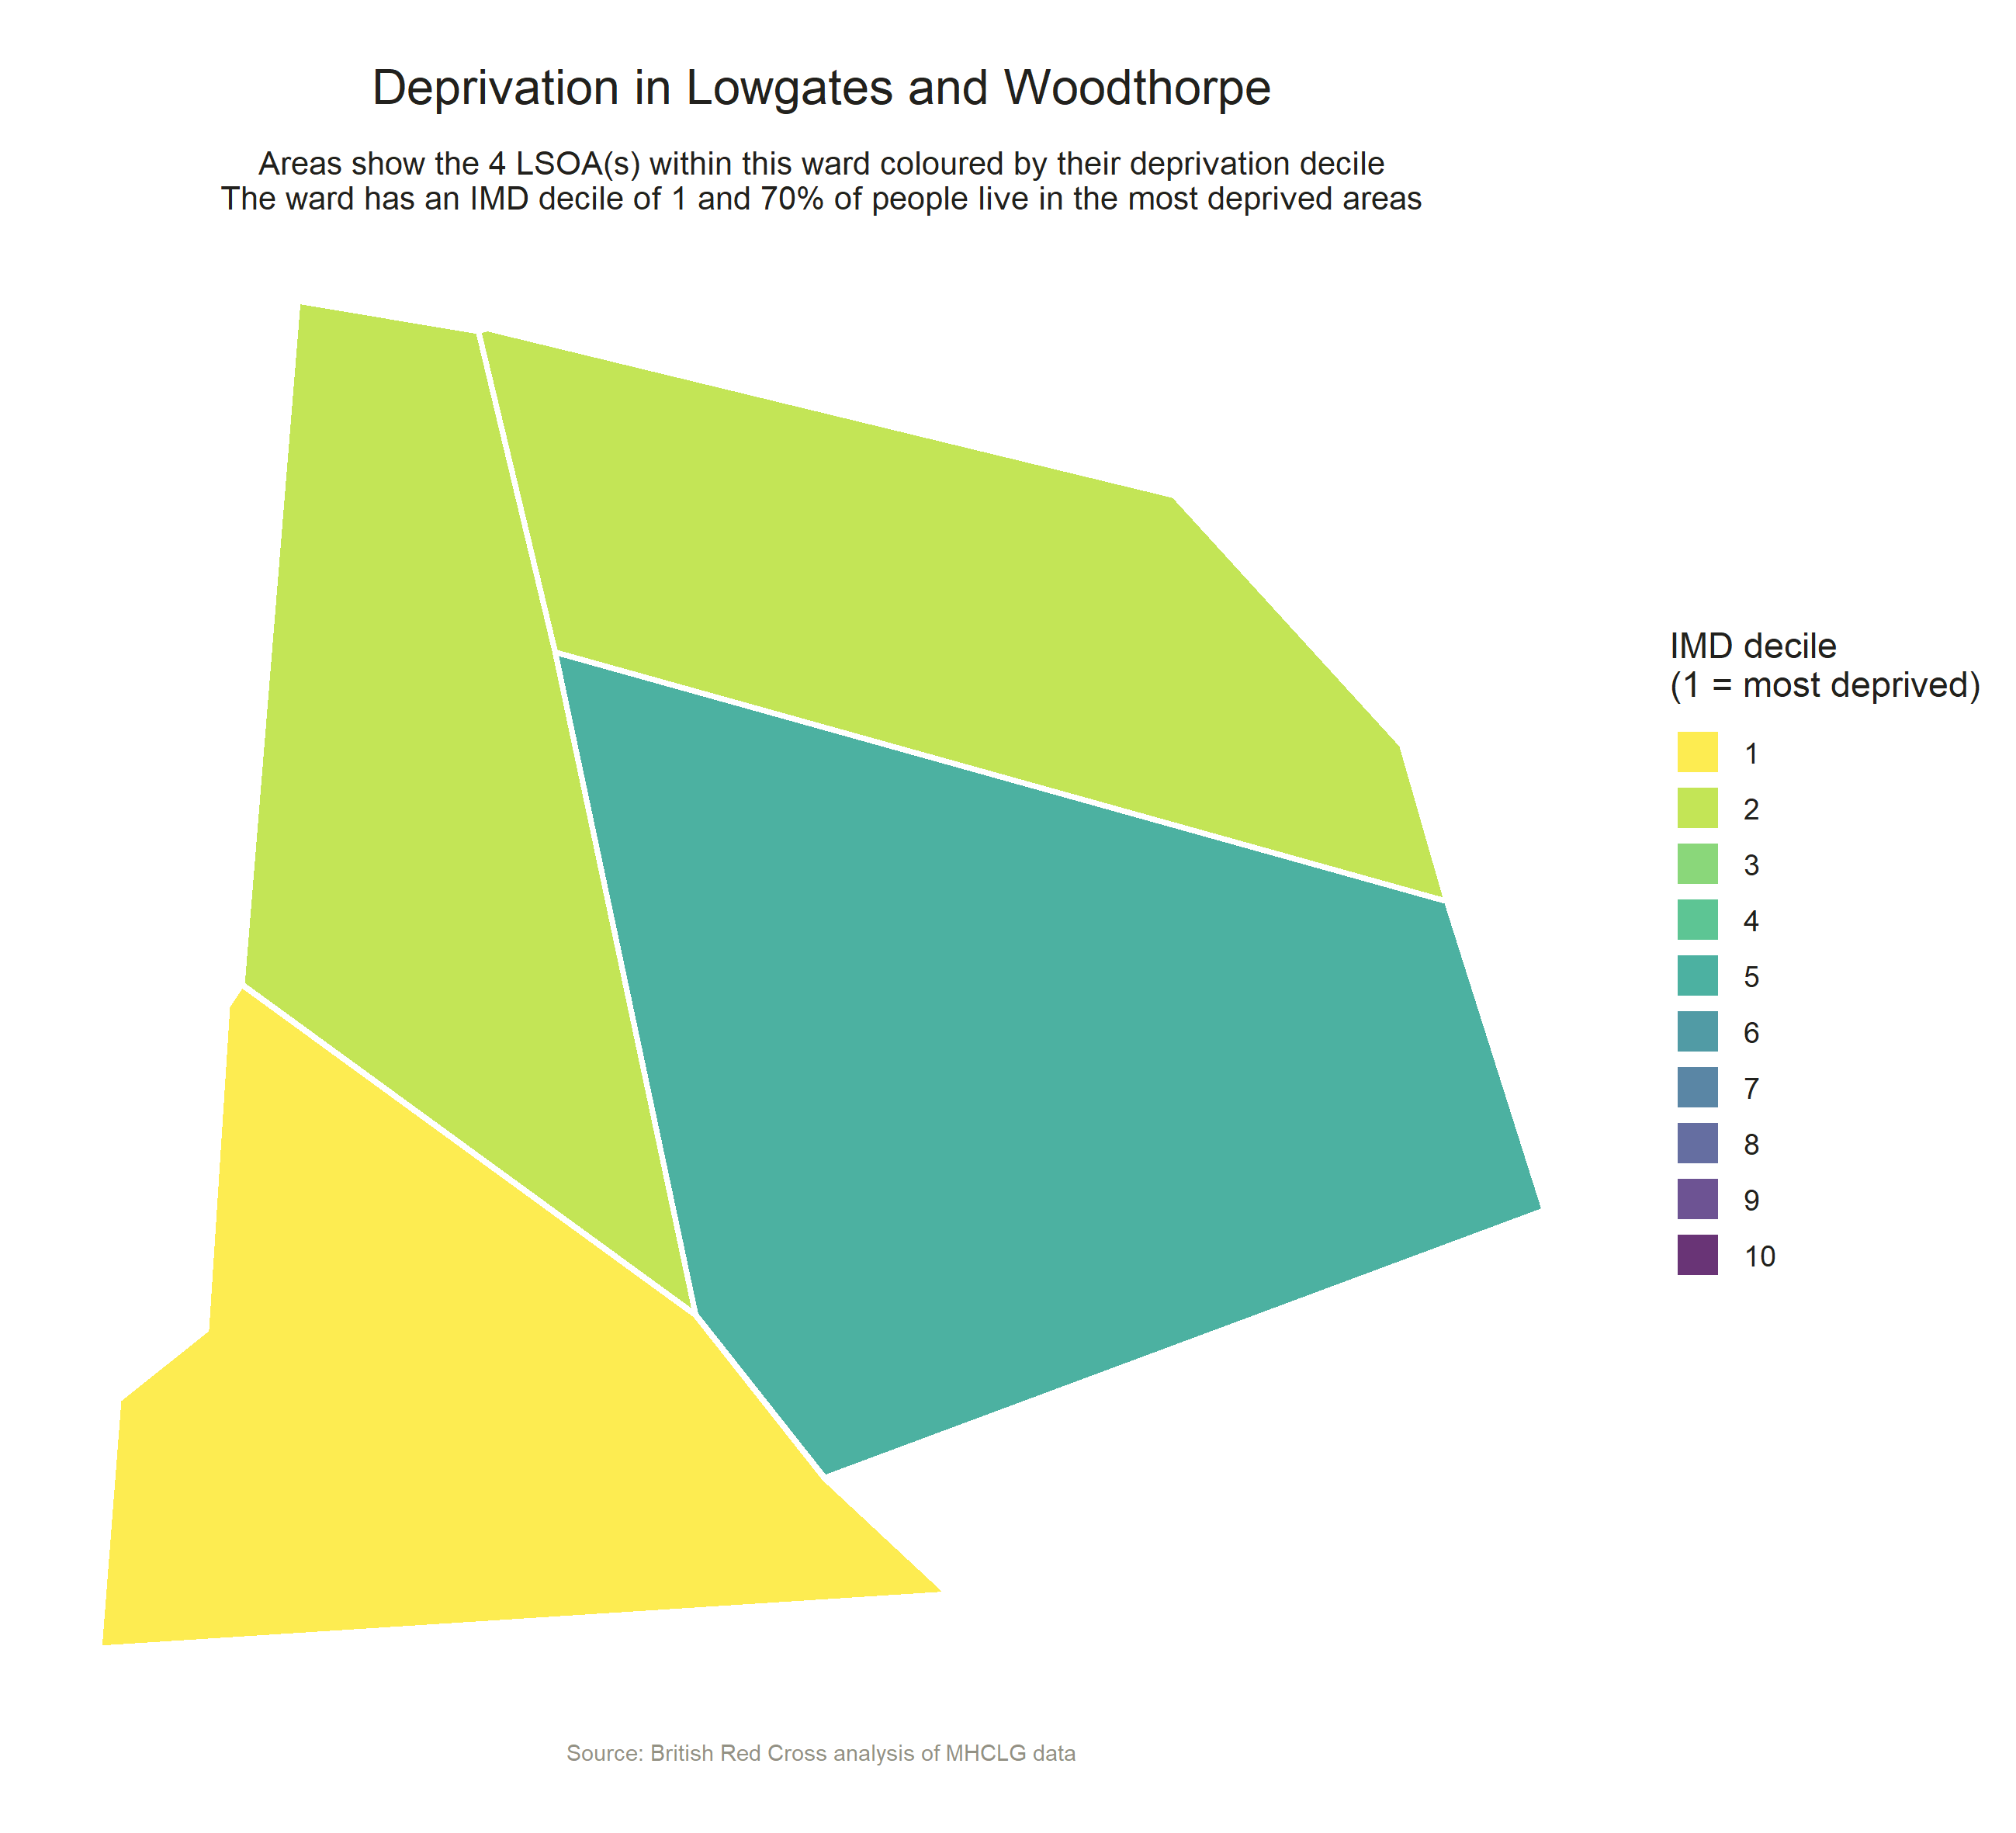 Deprivation in Lowgates and Woodthorpe
Areas show the 4 LSOA(s) within this ward coloured by their deprivation decile
The ward has an IMD decile of 1 and 70% of people live in the most deprived areas
IMD decile
(1 = most deprived)
1
2
3
4
5
6
7
8
9
10
Source: British Red Cross analysis of MHCLG data